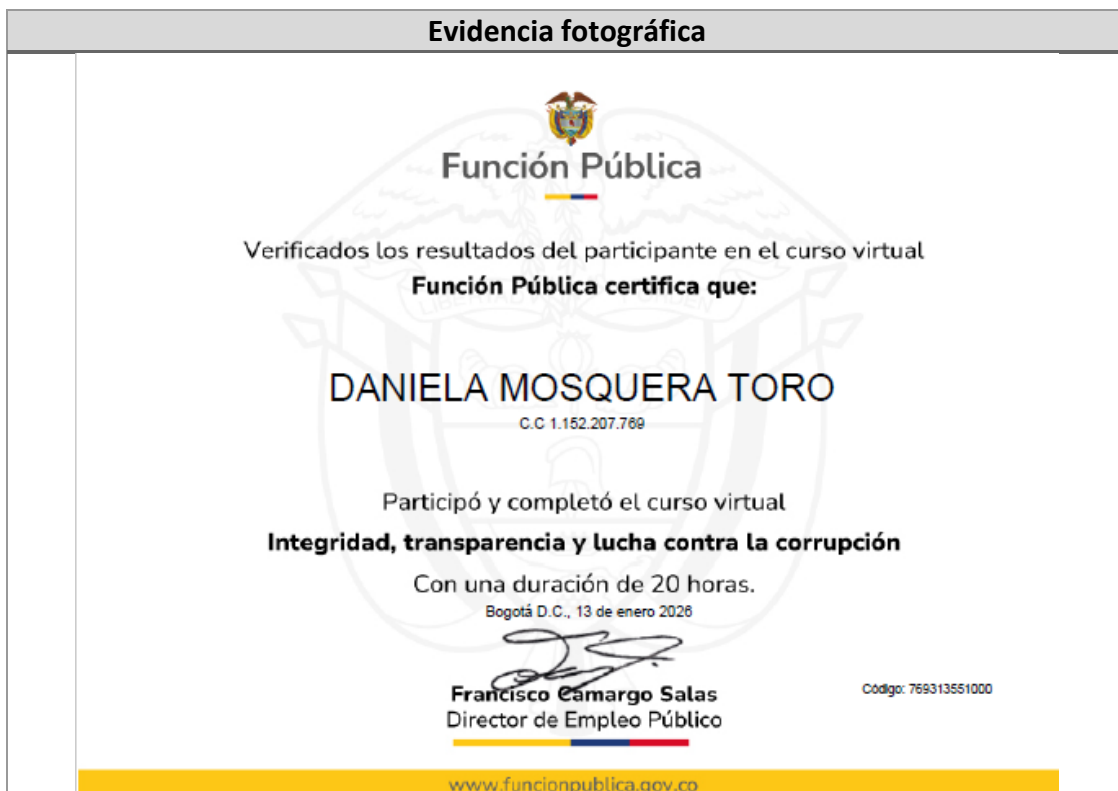 Evidencia fotográfica
Función Pública
Verificados los resultados del participante en el curso virtual
Función Pública certifica que:
LIBERTAD Y ORDEN
DANIELA MOSQUERA TORO
C.C 1.152.207.769
Participó y completó el curso virtual
Integridad, transparencia y lucha contra la corrupción
Con una duración de 20 horas.
Bogotá D.C., 13 de enero 2026
Francisco Camargo Salas
Código: 769313551000
Director de Empleo Público
www.funcionpublica.gov.co